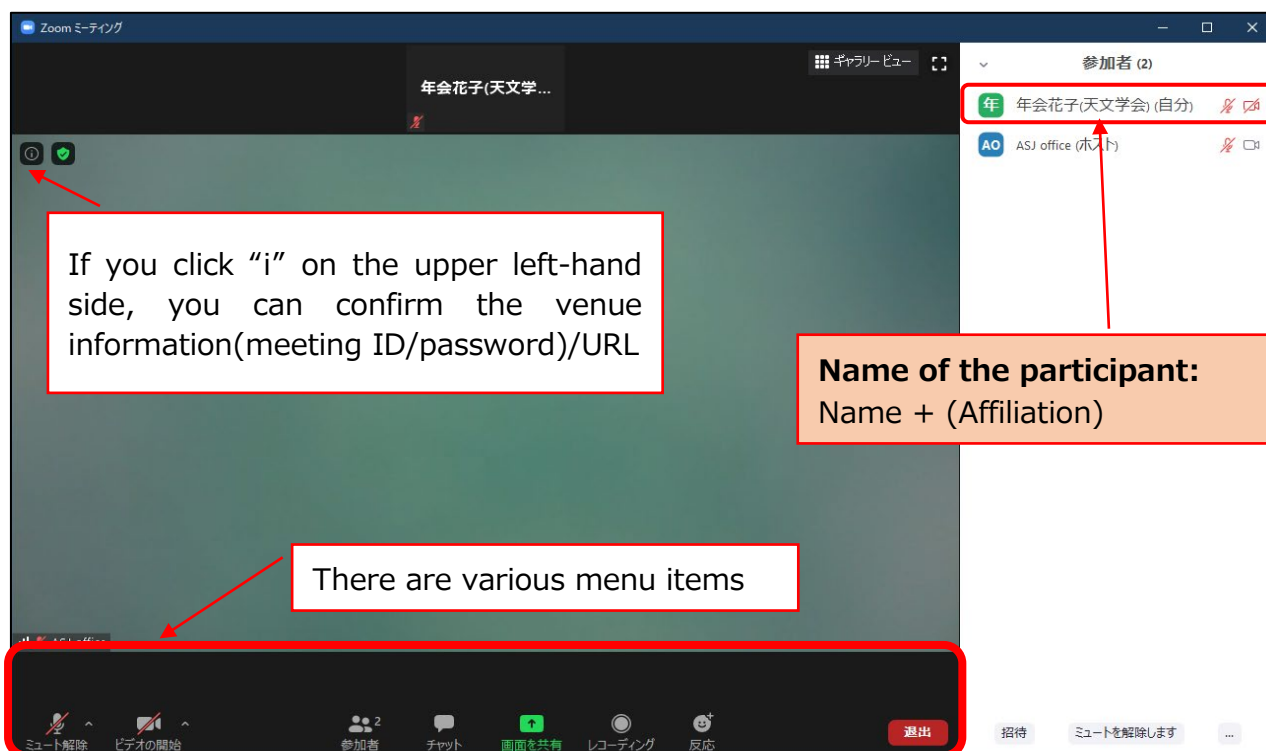 Zoom ミーティング
年会花子(天文学...
ギャラリー ビュー
参加者 (2)
年 年会花子(天文学会) (自分)
AO ASJ office (ホスト)
If you click “i” on the upper left-hand
side, you can confirm the venue
information(meeting ID/password)/URL
Name of the participant:
Name + (Affiliation)
There are various menu items
ASJ office
ミュート解除 ビデオの開始 参加者 2 チャット 画面を共有 レコーディング 反応 退出
招待 ミュートを解除します ...